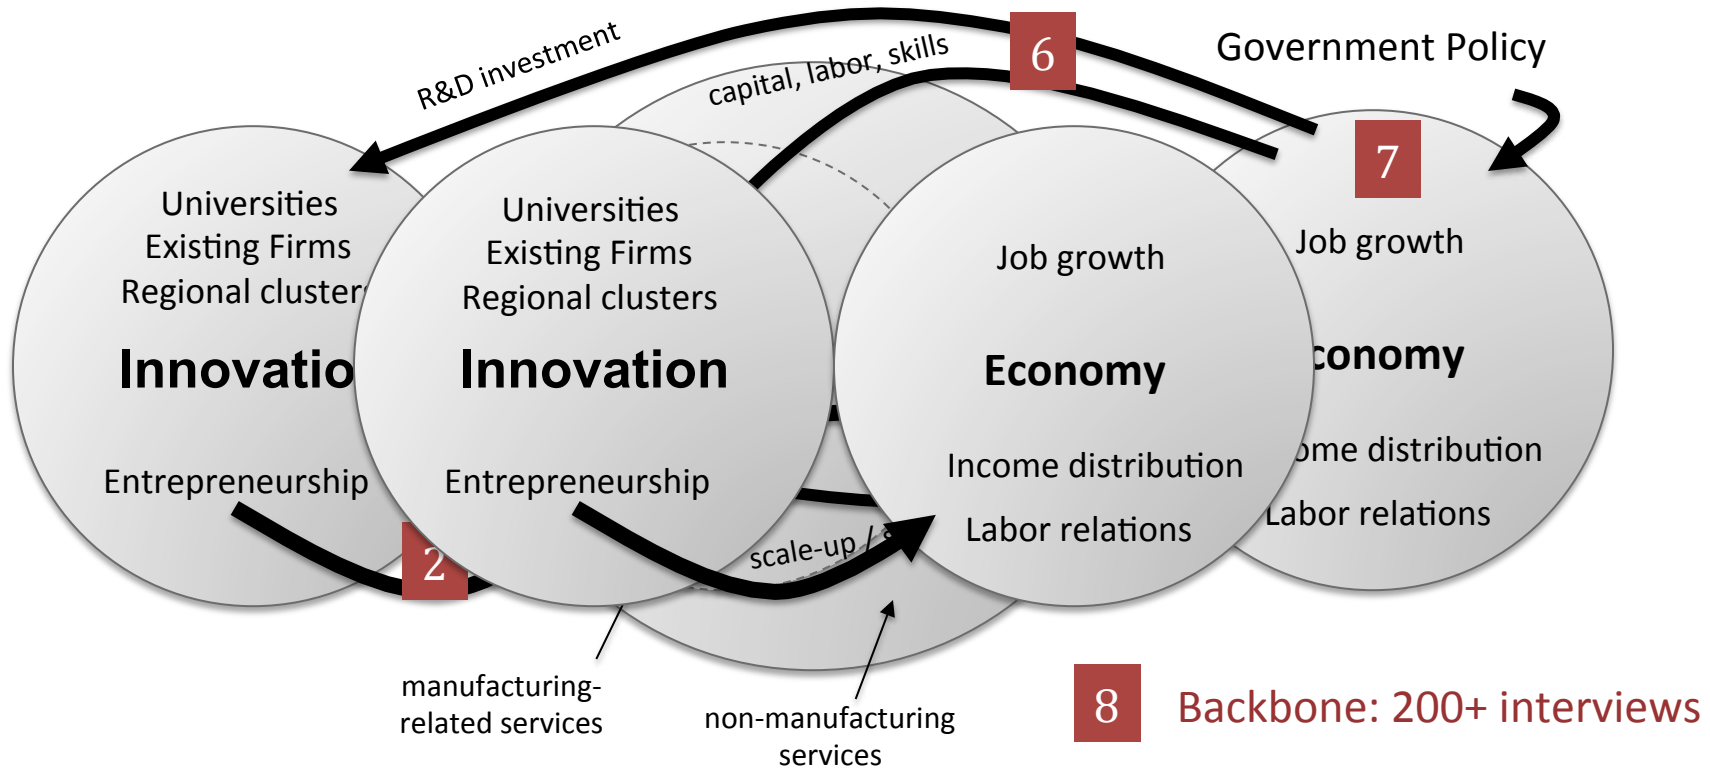 R&D investment
capital, labor, skills
6
Government Policy
7
Universities
Existing Firms
Regional cluster
Innovatio
Entrepreneurship
2
Universities
Existing Firms
Regional clusters
Innovation
Entrepreneurship
scale-up /
Job growth
Economy
Income distribution
Labor relations
Job growth
conomy
ome distribution
Labor relations
manufacturing-
related services
non-manufacturing
services
8
Backbone: 200+ interviews